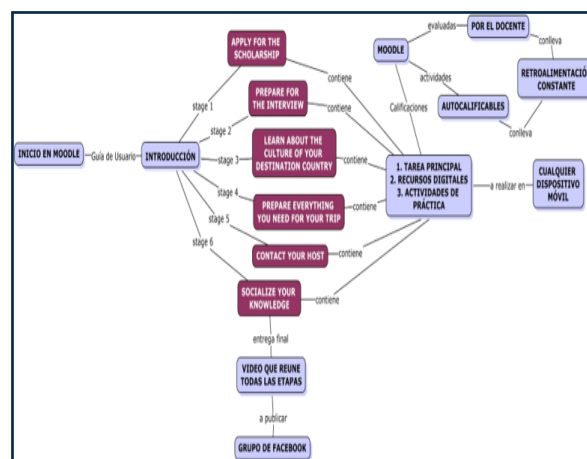 APPLY FOR THE
SCHOLARSHIP
stage 1
contiene
PREPARE FOR
THE INTERVIEW
stage 2
contiene
INICIO EN MOODLE
Guía de Usuario
INTRODUCCIÓN
stage 3
LEARN ABOUT THE
CULTURE OF YOUR
DESTINATION COUNTRY
contiene
stage 4
PREPARE EVERYTHING
YOU NEED FOR YOUR TRIP
contiene
stage 5
CONTACT YOUR HOST
contiene
stage 6
SOCIALIZE YOUR
KNOWLEDGE
contiene
entrega final
VIDEO QUE REUNE
TODAS LAS ETAPAS
a publicar
GRUPO DE FACEBOOK
1. TAREA PRINCIPAL
2. RECURSOS DIGITALES
3. ACTIVIDADES DE
PRÁCTICA
a realizar en
CUALQUIER
DISPOSITIVO
MÓVIL
Calificaciones
MOODLE
evaluadas
POR EL DOCENTE
conlleva
actividades
AUTOCALIFICABLES
conlleva
RETROALIMENTACIÓN
CONSTANTE